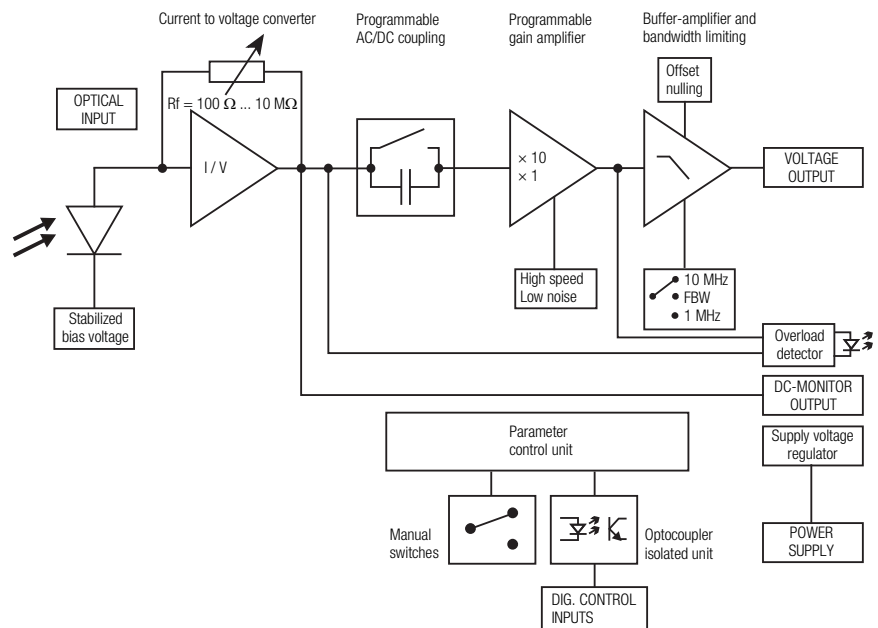 Current to voltage converter
Programmable
AC/DC coupling
Programmable
gain amplifier
Buffer-amplifier and
bandwidth limiting
Offset
nulling
OPTICAL
INPUT
Rf = 100 Ω ... 10 MΩ
I / V
× 10
× 1
VOLTAGE
OUTPUT
High speed
Low noise
10 MHz
FBW
1 MHz
Stabilized
bias voltage
Overload
detector
DC-MONITOR
OUTPUT
Parameter
control unit
Supply voltage
regulator
Manual
switches
Optocoupler
isolated unit
POWER
SUPPLY
DIG. CONTROL
INPUTS